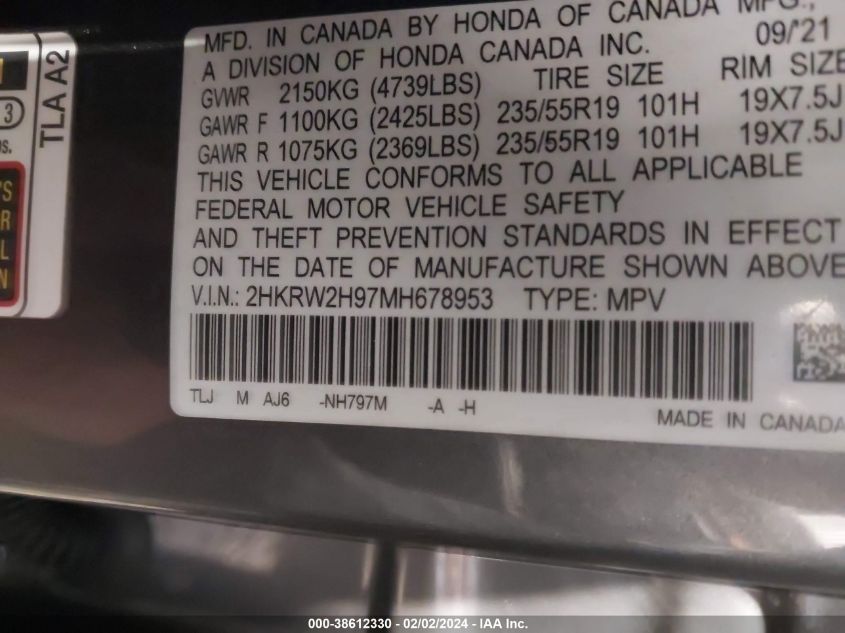 MFD. IN CANADA BY HONDA OF CANADA MFG.,
A DIVISION OF HONDA CANADA INC. 09/'21
GVWR 2150KG (4739LBS) TIRE SIZE RIM SIZE
GAWR F 1100KG (2425LBS) 235/55R19 101H 19X7.5J
GAWR R 1075KG (2369LBS) 235/55R19 101H 19X7.5J
THIS VEHICLE CONFORMS TO ALL APPLICABLE
FEDERAL MOTOR VEHICLE SAFETY
AND THEFT PREVENTION STANDARDS IN EFFECT
ON THE DATE OF MANUFACTURE SHOWN ABOVE
V.I.N.: 2HKRW2H97MH678953 TYPE: MPV
TLJ M AJ6 -NH797M -A -H
MADE IN CANADA
TLA A2
3
000-38612330 - 02/02/2024 - IAA Inc.